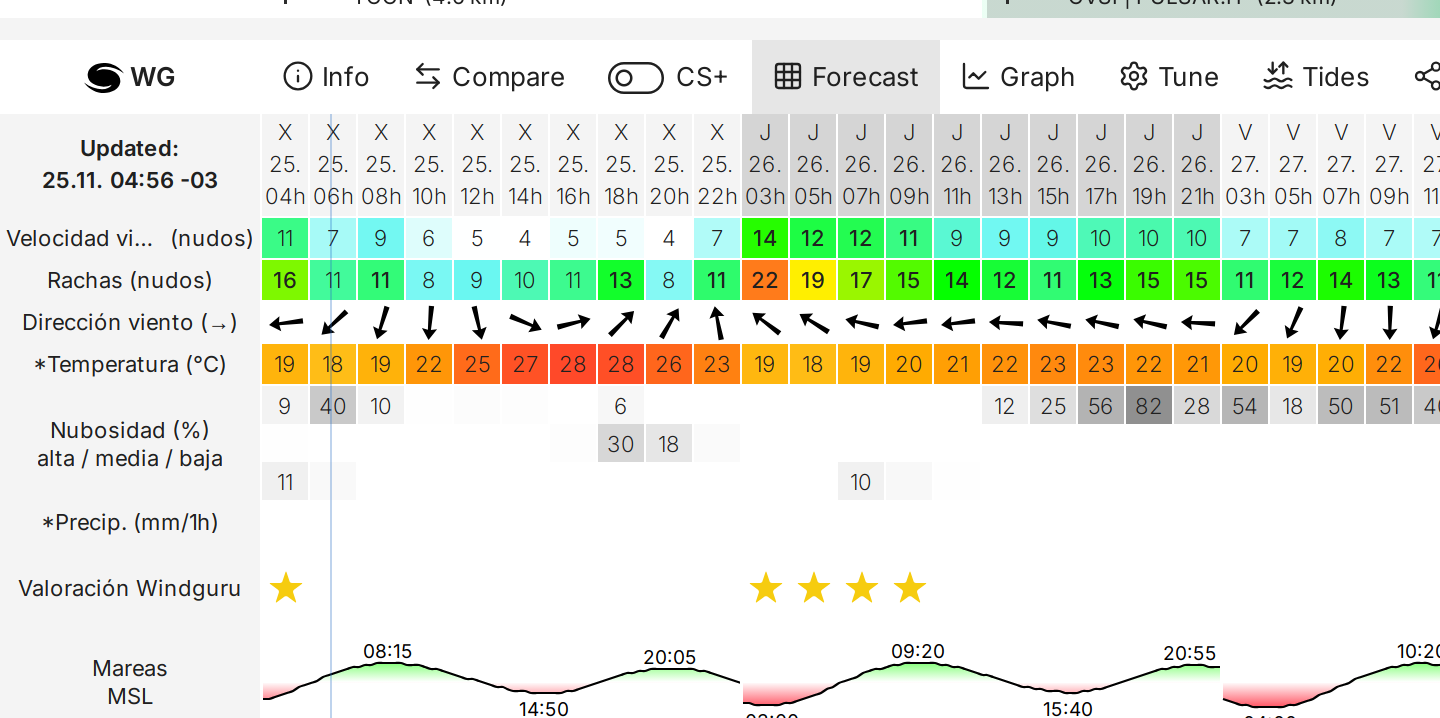 WG Info Compare CS+ Forecast Graph Tune Tides
Updated:
25.11. 04:56 -03
X X X X X X X X X X J J J J J J J J J J V V V V V
25. 25. 25. 25. 25. 25. 25. 25. 25. 25. 26. 26. 26. 26. 26. 26. 26. 26. 26. 26. 27. 27. 27. 27.
04h 06h 08h 10h 12h 14h 16h 18h 20h 22h 03h 05h 07h 09h 11h 13h 15h 17h 19h 21h 03h 05h 07h 09h
Velocidad vi... (nudos) 11 7 9 6 5 4 5 5 4 7 14 12 12 11 9 9 9 10 10 10 7 7 8 7 7
Rachas (nudos) 16 11 11 8 9 10 11 13 8 11 22 19 17 15 14 12 11 13 15 15 11 12 14 13
Dirección viento (→)
*Temperatura (°C) 19 18 19 22 25 27 28 28 26 23 19 18 19 20 21 22 23 23 22 21 20 19 20 22
Nubosidad (%)
alta / media / baja
9 40 10 6 12 25 56 82 28 54 18 50 51
30 18
11 10
*Precip. (mm/1h)
Valoración Windguru
Mareas
MSL
08:15 20:05 09:20 20:55
14:50 15:40